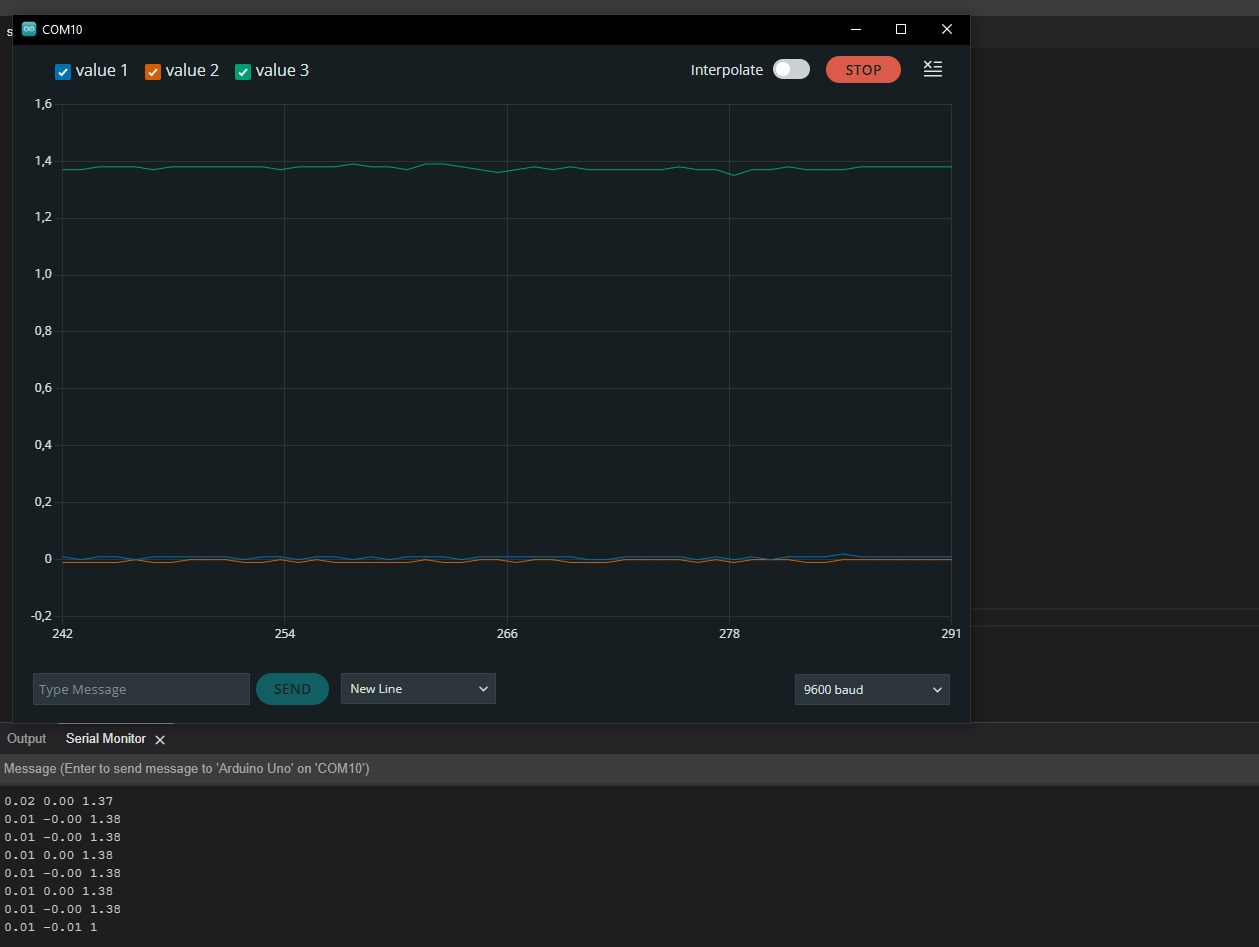 s
COM10
value 1 value 2 value 3 Interpolate STOP
1,6
1,4
1,2
1,0
0,8
0,6
0,4
0,2
0
-0,2
242 254 266 278 291
Type Message SEND New Line 9600 baud
Output Serial Monitor
Message (Enter to send message to 'Arduino Uno' on 'COM10')
0.02 0.00 1.37
0.01 -0.00 1.38
0.01 -0.00 1.38
0.01 0.00 1.38
0.01 -0.00 1.38
0.01 0.00 1.38
0.01 -0.00 1.38
0.01 -0.01 1